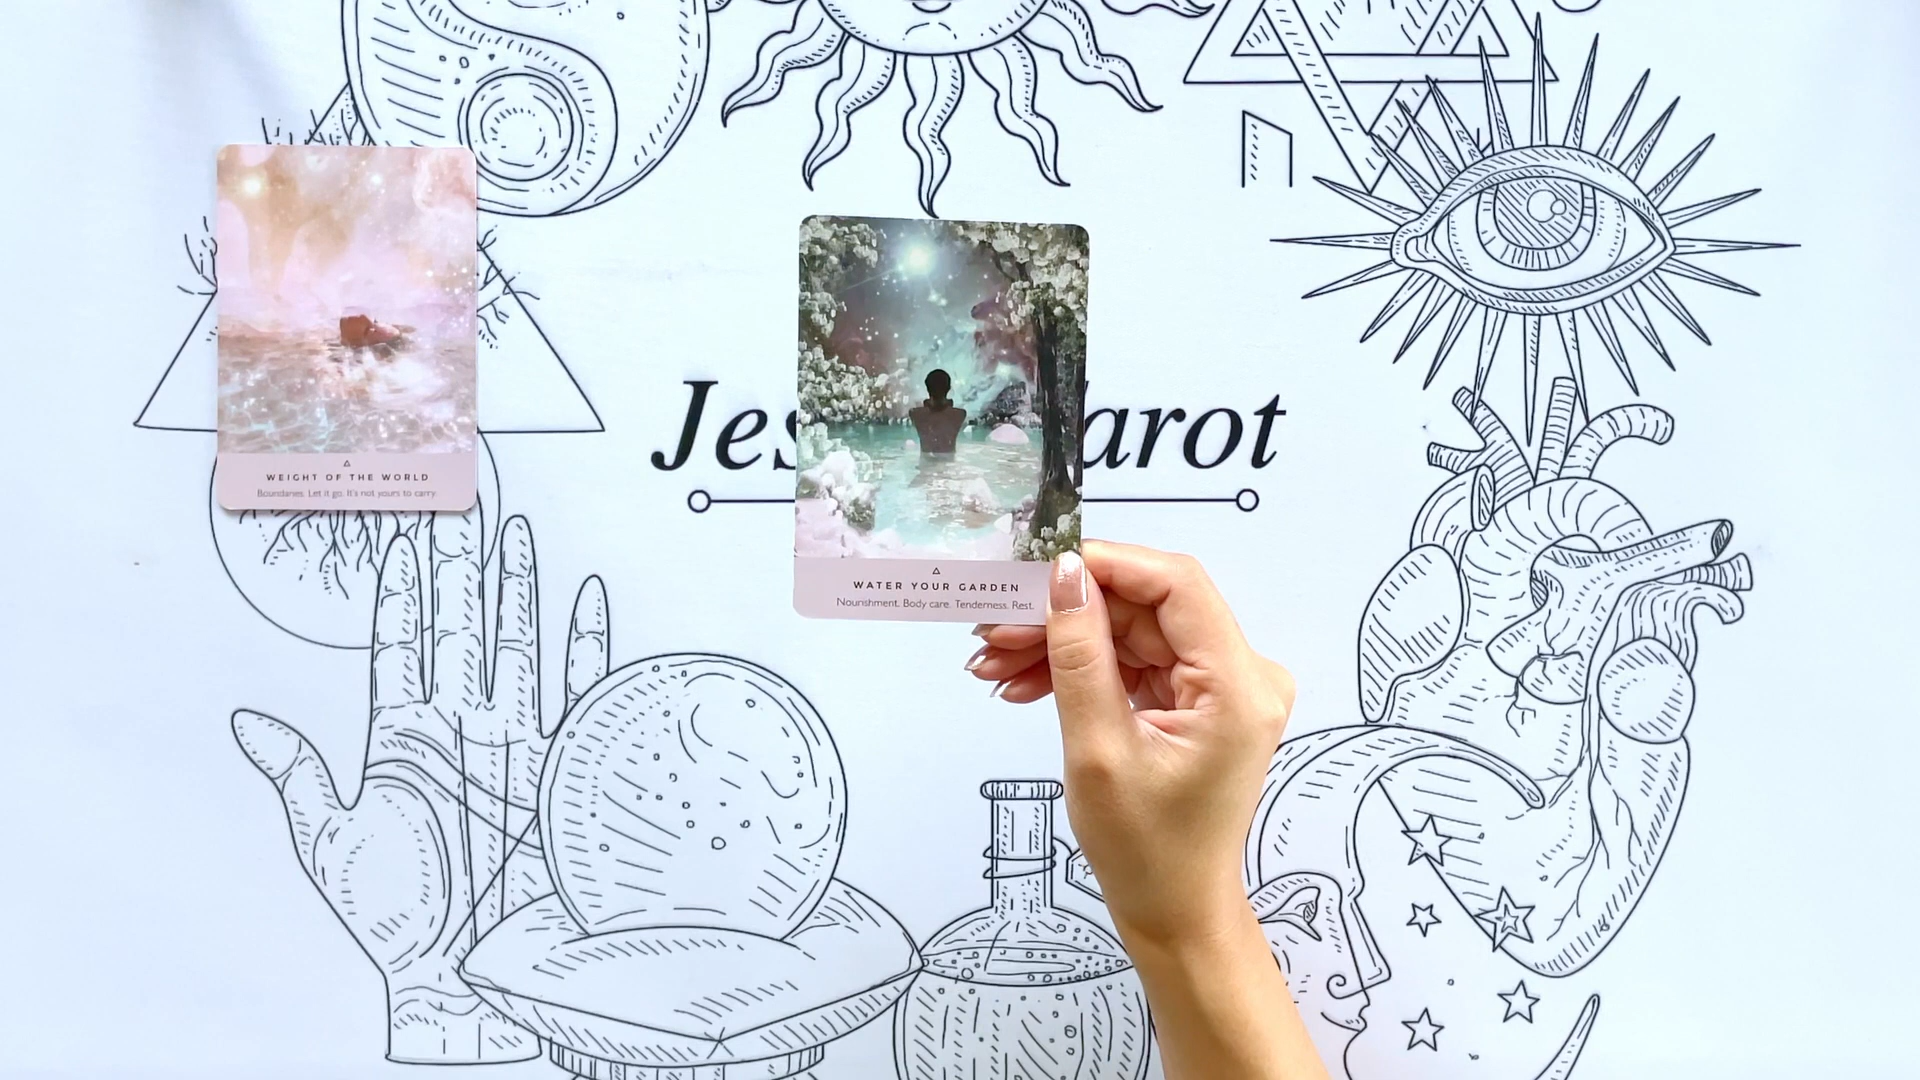 WEIGHT OF THE WORLD
Boundaries. Let it go. It's not yours to carry.
Jes
arot
WATER YOUR GARDEN
Nourishment. Body care. Tenderness. Rest.